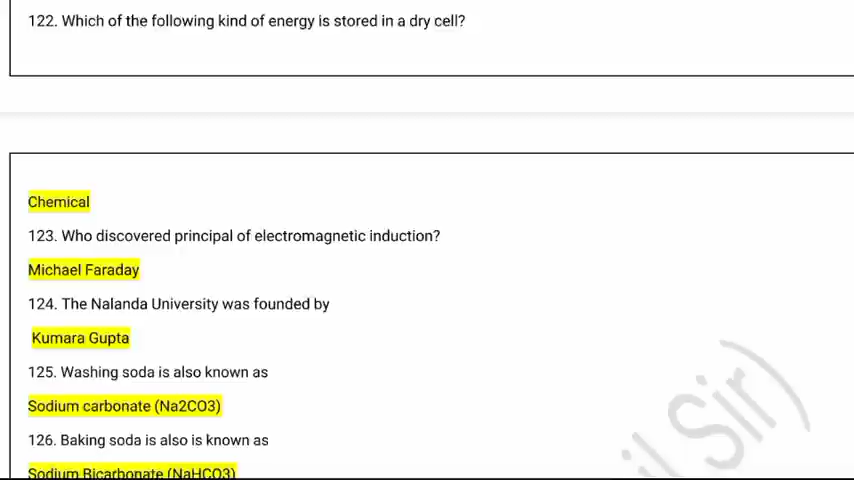 122. Which of the following kind of energy is stored in a dry cell?
Chemical
123. Who discovered principal of electromagnetic induction?
Michael Faraday
124. The Nalanda University was founded by
Kumara Gupta
125. Washing soda is also known as
Sodium carbonate (Na2CO3)
126. Baking soda is also is known as
Sodium Bicarbonate (NaHCO3)
Sir)